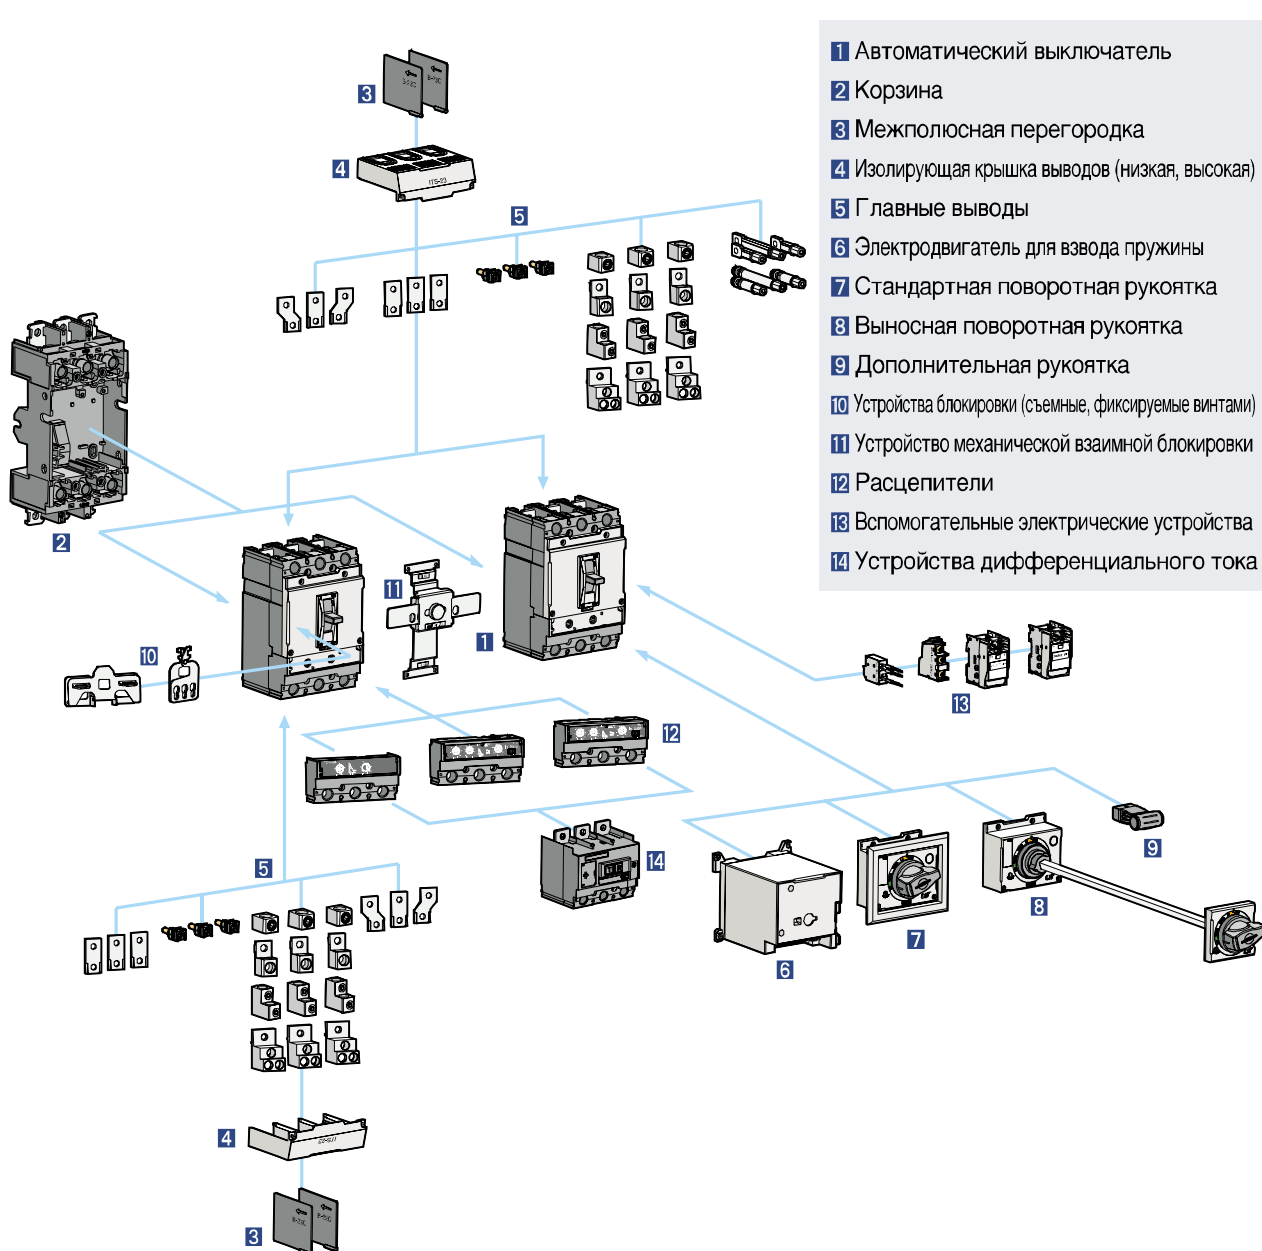 1 Автоматический выключатель
2 Корзина
3 Межполюсная перегородка
4 Изолирующая крышка выводов (низкая, высокая)
5 Главные выводы
6 Электродвигатель для взвода пружины
7 Стандартная поворотная рукоятка
8 Выносная поворотная рукоятка
9 Дополнительная рукоятка
10 Устройства блокировки (съемные, фиксируемые винтами)
11 Устройство механической взаимной блокировки
12 Расцепители
13 Вспомогательные электрические устройства
14 Устройства дифференциального тока
3
4
ITS-23
5
2
11
1
10
13
12
14
9
8
7
6
5
4
3